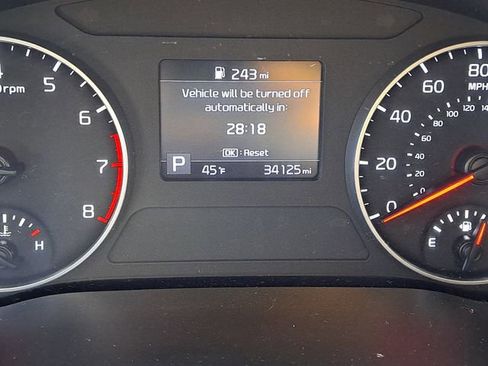 243 mi
Vehicle will be turned off
automatically in:
28:18
OK : Reset
P 45°F 34125 mi
5
6
7
8
H
rpm
0
20
40
60
80
MPH
0
20
40
60
80
100
120
E